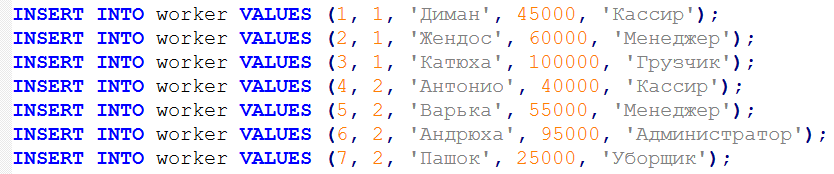 INSERT INTO worker VALUES (1, 1, 'Диман', 45000, 'Кассир');
INSERT INTO worker VALUES (2, 1, 'Жендос', 60000, 'Менеджер');
INSERT INTO worker VALUES (3, 1, 'Катюха', 100000, 'Грузчик');
INSERT INTO worker VALUES (4, 2, 'Антонио', 40000, 'Кассир');
INSERT INTO worker VALUES (5, 2, 'Варька', 55000, 'Менеджер');
INSERT INTO worker VALUES (6, 2, 'Андрюха', 95000, 'Администратор');
INSERT INTO worker VALUES (7, 2, 'Пашок', 25000, 'Уборщик');